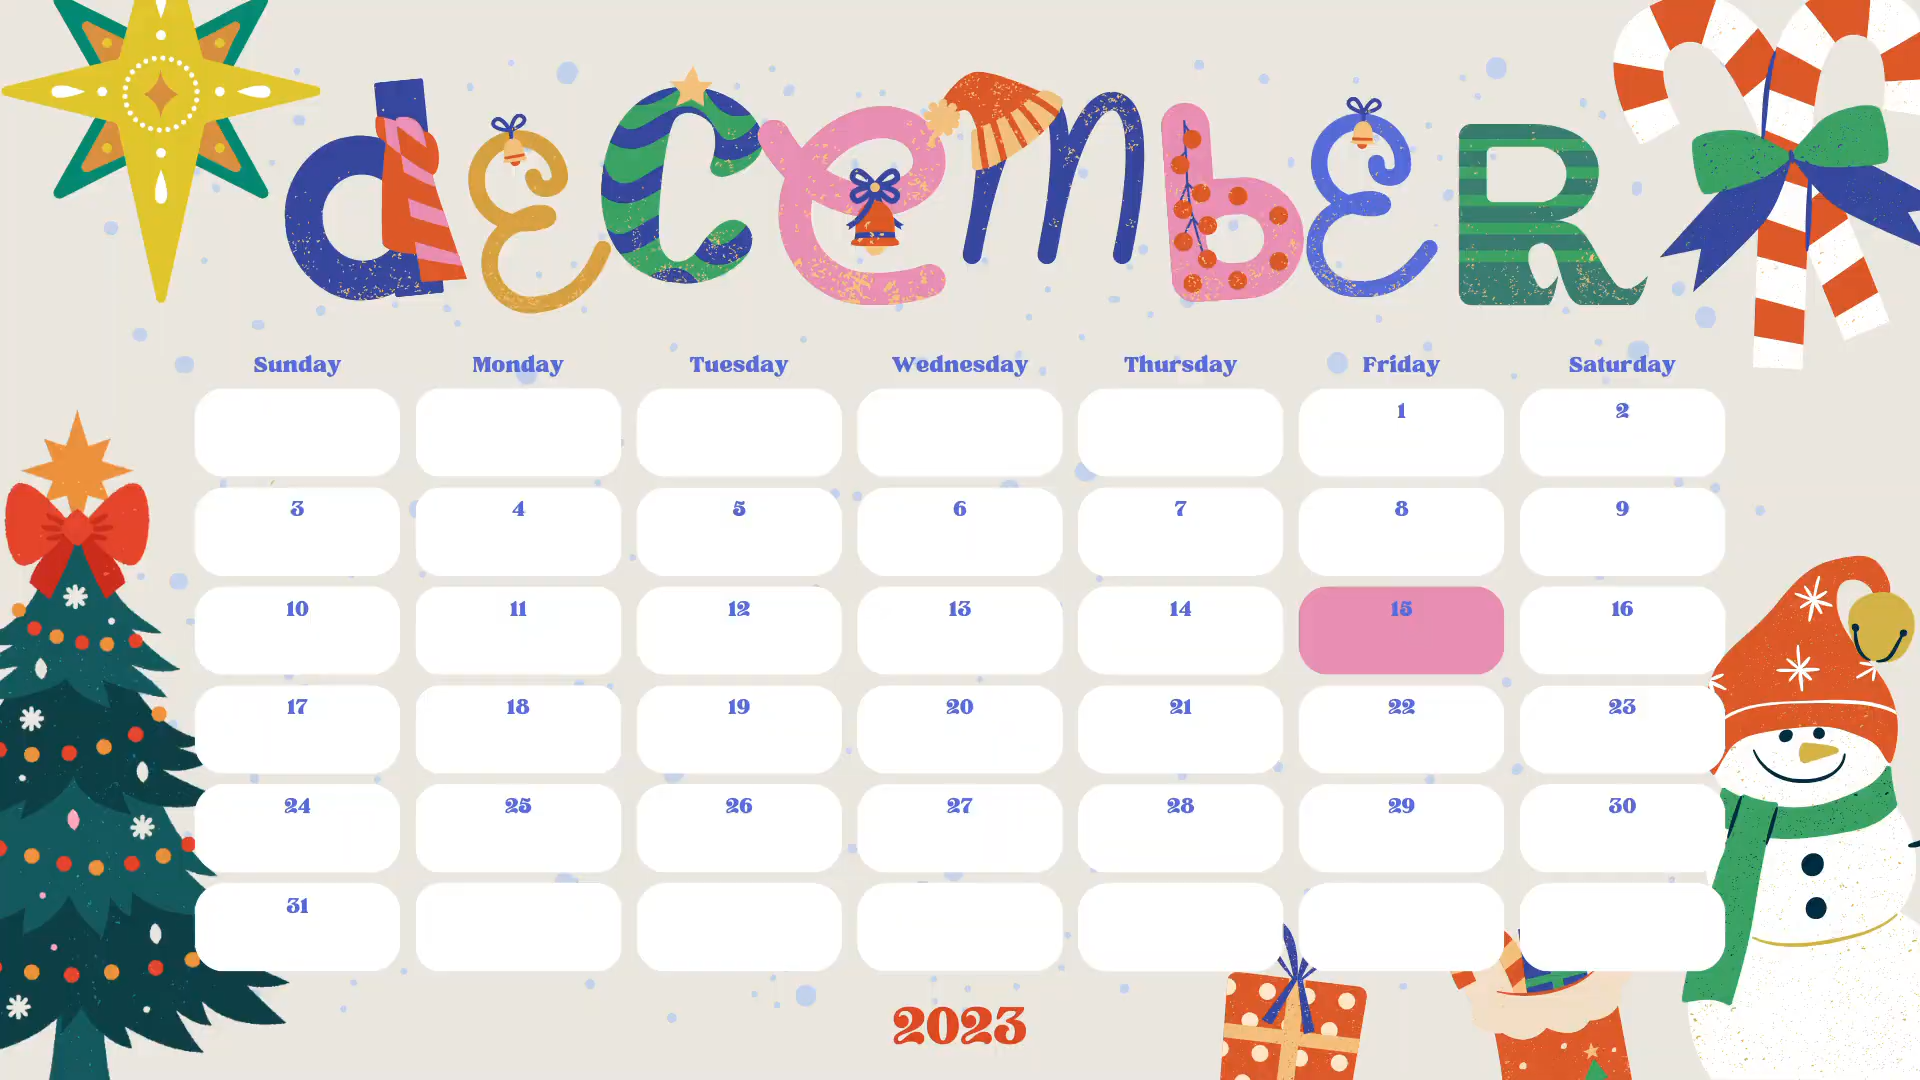 deCemBER
Sunday Monday Tuesday Wednesday Thursday Friday Saturday
1 2
3 4 5 6 7 8 9
10 11 12 13 14 15 16
17 18 19 20 21 22 23
24 25 26 27 28 29 30
31
2023